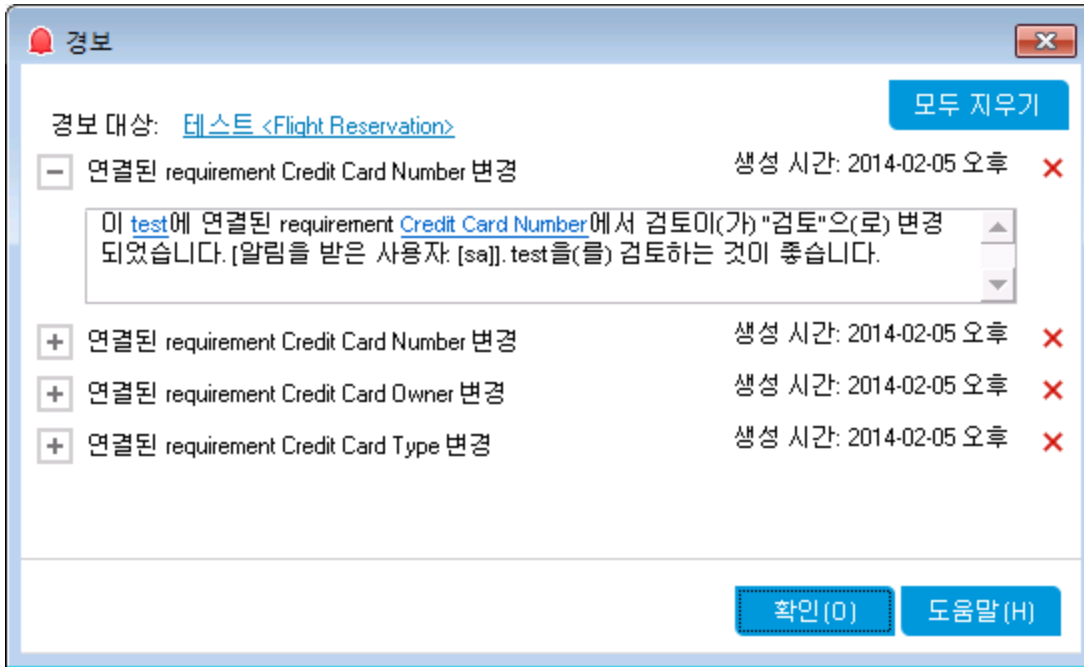 경보
모두 지우기
경보 대상: 테스트 <Flight Reservation>
연결된 requirement Credit Card Number 변경 생성 시간: 2014-02-05 오후
이 test에 연결된 requirement Credit Card Number에서 검토이(가) "검토"으(로) 변경
되었습니다. [알림을 받은 사용자: [sa]]. test을(를) 검토하는 것이 좋습니다.
연결된 requirement Credit Card Number 변경 생성 시간: 2014-02-05 오후
연결된 requirement Credit Card Owner 변경 생성 시간: 2014-02-05 오후
연결된 requirement Credit Card Type 변경 생성 시간: 2014-02-05 오후
확인(O) 도움말(H)